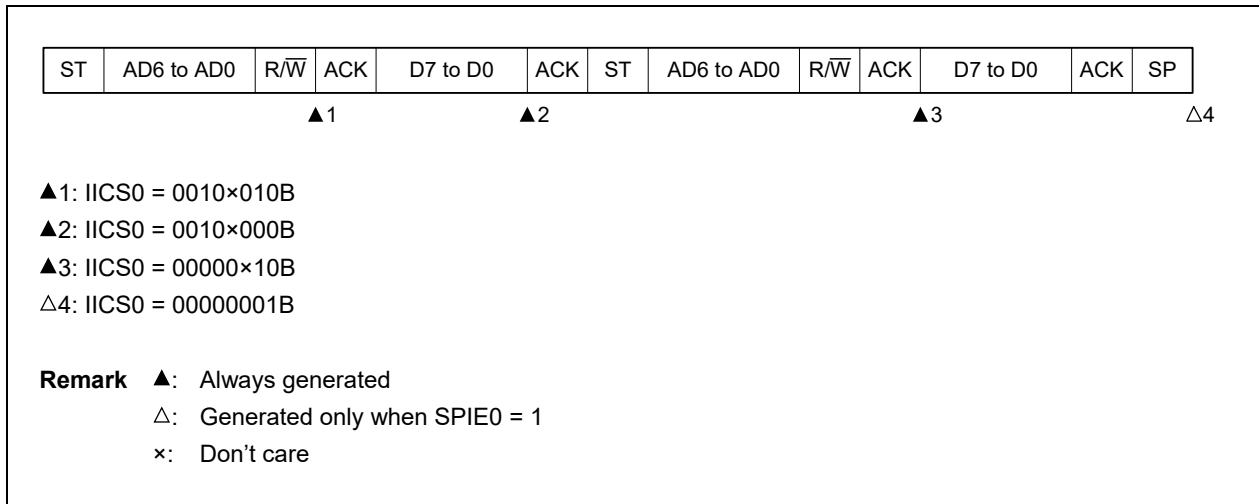 ST AD6 to AD0 R/W̅ ACK D7 to D0 ACK ST AD6 to AD0 R/W̅ ACK D7 to D0 ACK SP
▲1 ▲2 ▲3 △4
▲1: IICS0 = 0010×010B
▲2: IICS0 = 0010×000B
▲3: IICS0 = 00000×10B
△4: IICS0 = 00000001B
Remark ▲: Always generated
△: Generated only when SPIE0 = 1
×: Don’t care